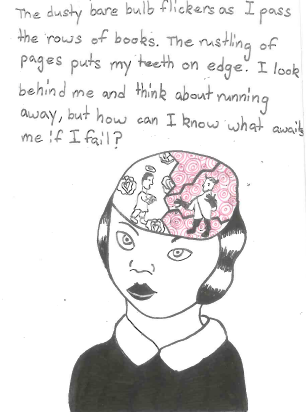 The dusty bare bulb flickers as I pass
the rows of books. The rustling of
pages puts my teeth on edge. I look
behind me and think about running
away, but how can I know what awaits
me if I fail?